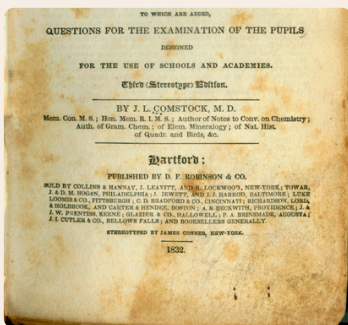 TO WHICH ARE ADDED,
QUESTIONS FOR THE EXAMINATION OF THE PUPILS
DESIGNED
FOR THE USE OF SCHOOLS AND ACADEMIES.
Third (Stereotype) Edition.
BY J. L. COMSTOCK, M. D.
Mem. Con. M. S.; Hon. Mem. R. I. M. S.; Author of Notes to Conv. on Chemistry;
Auth. of Gram. Chem.; of Elem. Mineralogy; of Nat. Hist.
of Quadr. and Birds, &c.
Hartford:
PUBLISHED BY D. F. ROBINSON & CO.
SOLD BY COLLINS & HANNAY, J. LEAVITT, AND R. LOCKWOOD, NEW-YORK; TOWAR,
J. & D. M. HOGAN, PHILADELPHIA; J. JEWETT, AND J. J. HARROD, BALTIMORE; LUKE
LOOMIS & CO., PITTSBURGH; C. D. BRADFORD & CO., CINCINNATI; RICHARDSON, LORD,
& HOLBROOK, AND CARTER & HENDEE, BOSTON; A. S. BECKWITH, PROVIDENCE; J. &
J. W. PRENTISS, KEENE; GLAZIER & CO., HALLOWELL; P. A. BRINSMADE, AUGUSTA;
J. I. CUTLER & CO., BELLOWS FALLS; AND BOOKSELLERS GENERALLY.
STEREOTYPED BY JAMES CONNER, NEW-YORK.
1832.